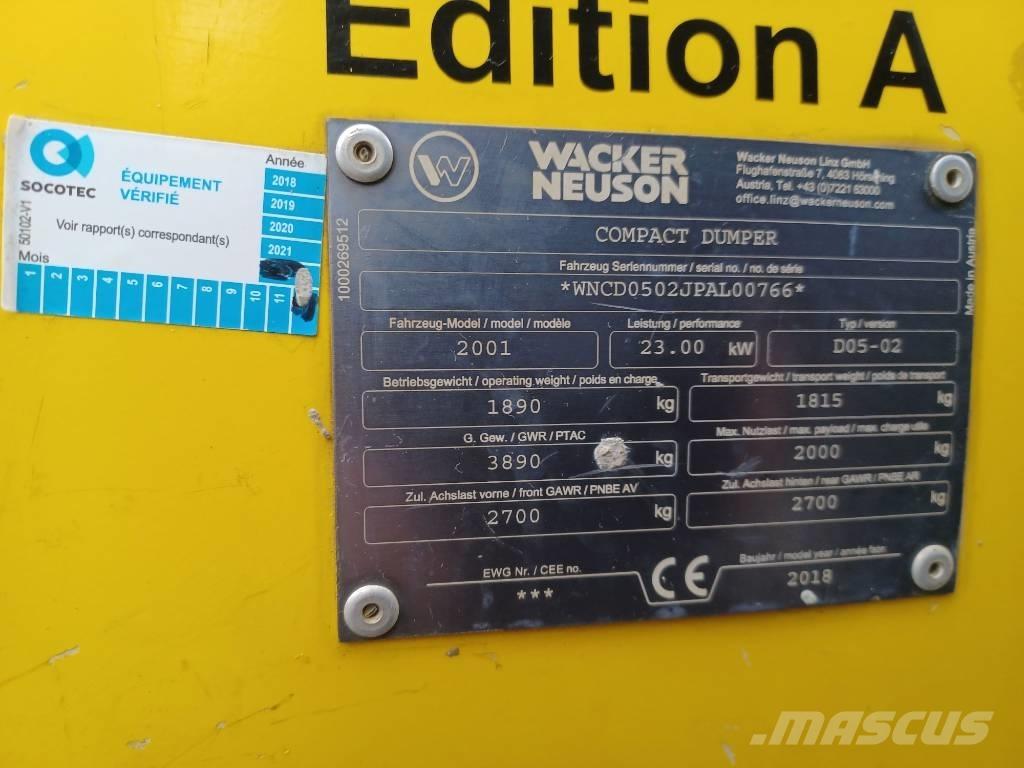 Edition A
SOCOTEC
ÉQUIPEMENT
VÉRIFIÉ
Voir rapport(s) correspondant(s)
50102-V1
Année
2018
2019
2020
2021
Mois
1 2 3 4 5 6 7 8 9 10 11
WACKER
NEUSON
Wacker Neuson Linz GmbH
Flughafenstraße 7, 4063 Hörsching
Austria, Tel. +43 (0)7221 63000
office.linz@wackerneuson.com
1000269512
Made in Austria
COMPACT DUMPER
Fahrzeug Seriennummer / serial no. / no. de série
*WNCD0502JPAL00766*
Fahrzeug-Model / model / modèle
2001
Leistung / performance
23.00 kW
Typ / version
D05-02
Betriebsgewicht / operating weight / poids en charge
1890 kg
Transportgewicht / transport weight / poids de transport
1815 kg
G. Gew. / GWR / PTAC
3890 kg
Max. Nutzlast / max. payload / max. charge utile
2000 kg
Zul. Achslast vorne / front GAWR / PNBE AV
2700 kg
Zul. Achslast hinten / rear GAWR / PNBE AR
2700 kg
EWG Nr. / CEE no.
***
CE
Baujahr / model year / année fabr.
2018
MASCUS